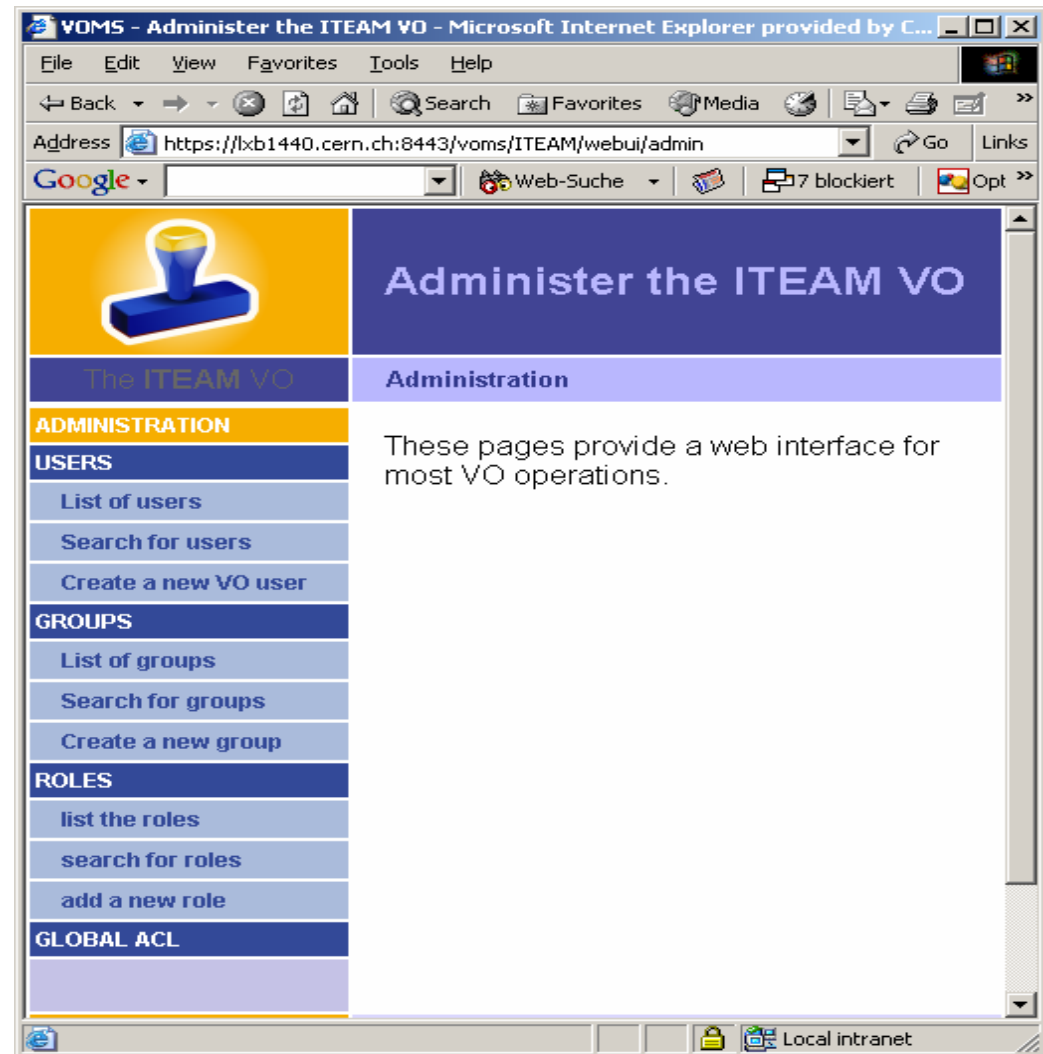 VOMS - Administer the ITEAM VO - Microsoft Internet Explorer provided by C...
File Edit View Favorites Tools Help
Back Search Favorites Media »
Address https://lxb1440.cern.ch:8443/voms/ITEAM/webui/admin Go Links
Google Web-Suche 7 blockiert Opt »
Administer the ITEAM VO
The ITEAM VO
Administration
ADMINISTRATION
These pages provide a web interface for
most VO operations.
USERS
List of users
Search for users
Create a new VO user
GROUPS
List of groups
Search for groups
Create a new group
ROLES
list the roles
search for roles
add a new role
GLOBAL ACL
Local intranet